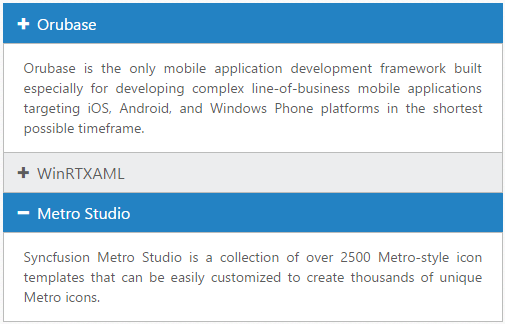 Orubase
Orubase is the only mobile application development framework built
especially for developing complex line-of-business mobile applications
targeting iOS, Android, and Windows Phone platforms in the shortest
possible timeframe.
WinRTXAML
Metro Studio
Syncfusion Metro Studio is a collection of over 2500 Metro-style icon
templates that can be easily customized to create thousands of unique
Metro icons.